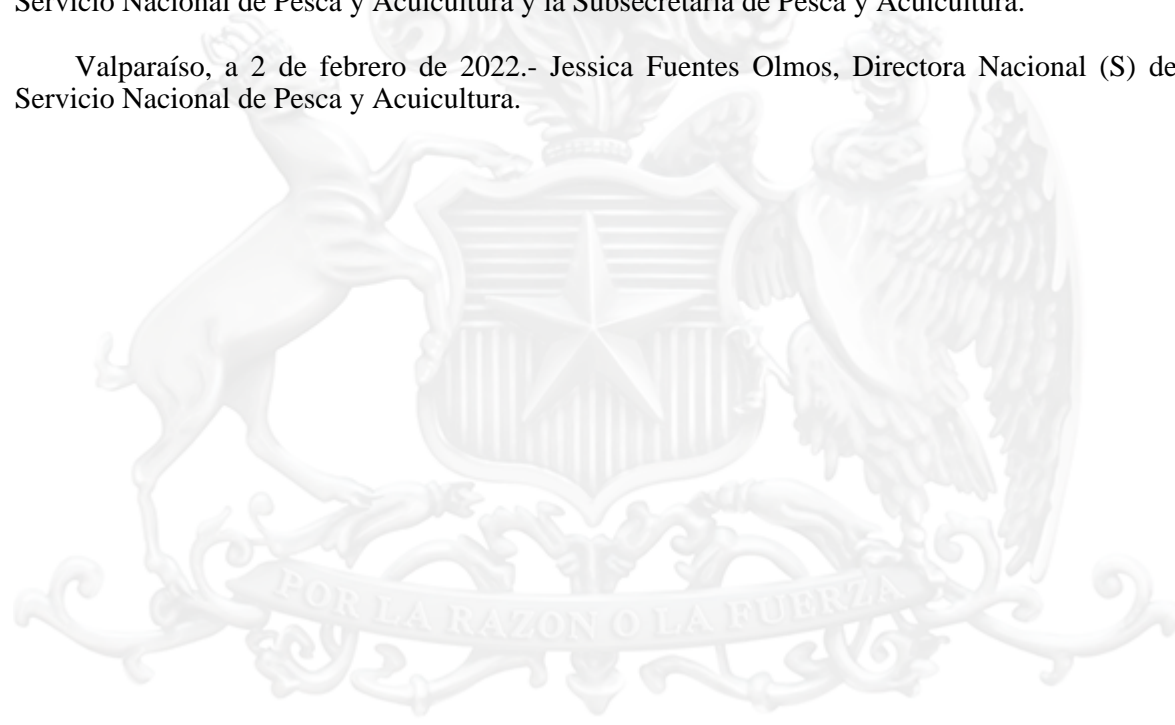 Servicio Nacional de Pesca y Acuicultura y la Subsecretaría de Pesca y Acuicultura.
Valparaíso, a 2 de febrero de 2022.- Jessica Fuentes Olmos, Directora Nacional (S) de
Servicio Nacional de Pesca y Acuicultura.
POR LA RAZON O LA FUERZA